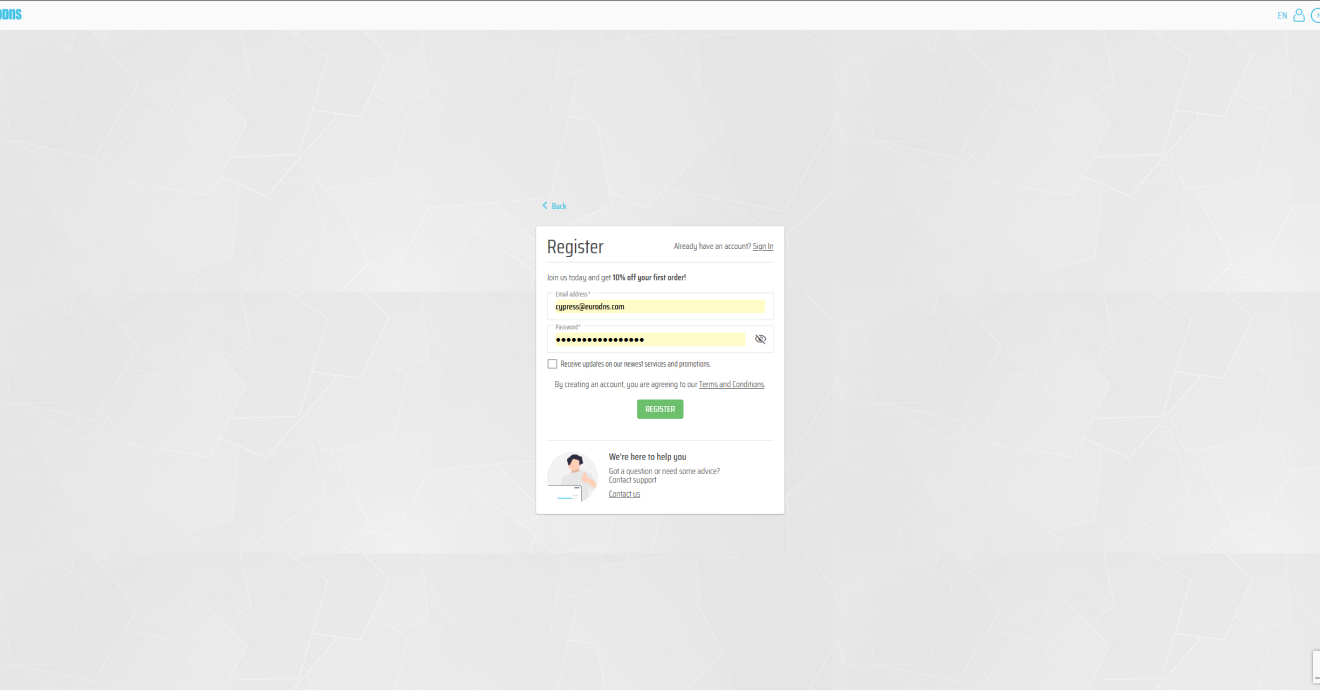 EN
Back
Register
Already have an account? Sign In
Join us today and get 10% off your first order!
Email address*
cypress@eurodns.com
Password*
•••••••••••••••••
Receive updates on our newest services and promotions.
By creating an account, you are agreeing to our Terms and Conditions.
REGISTER
We're here to help you
Got a question or need some advice?
Contact support
Contact us